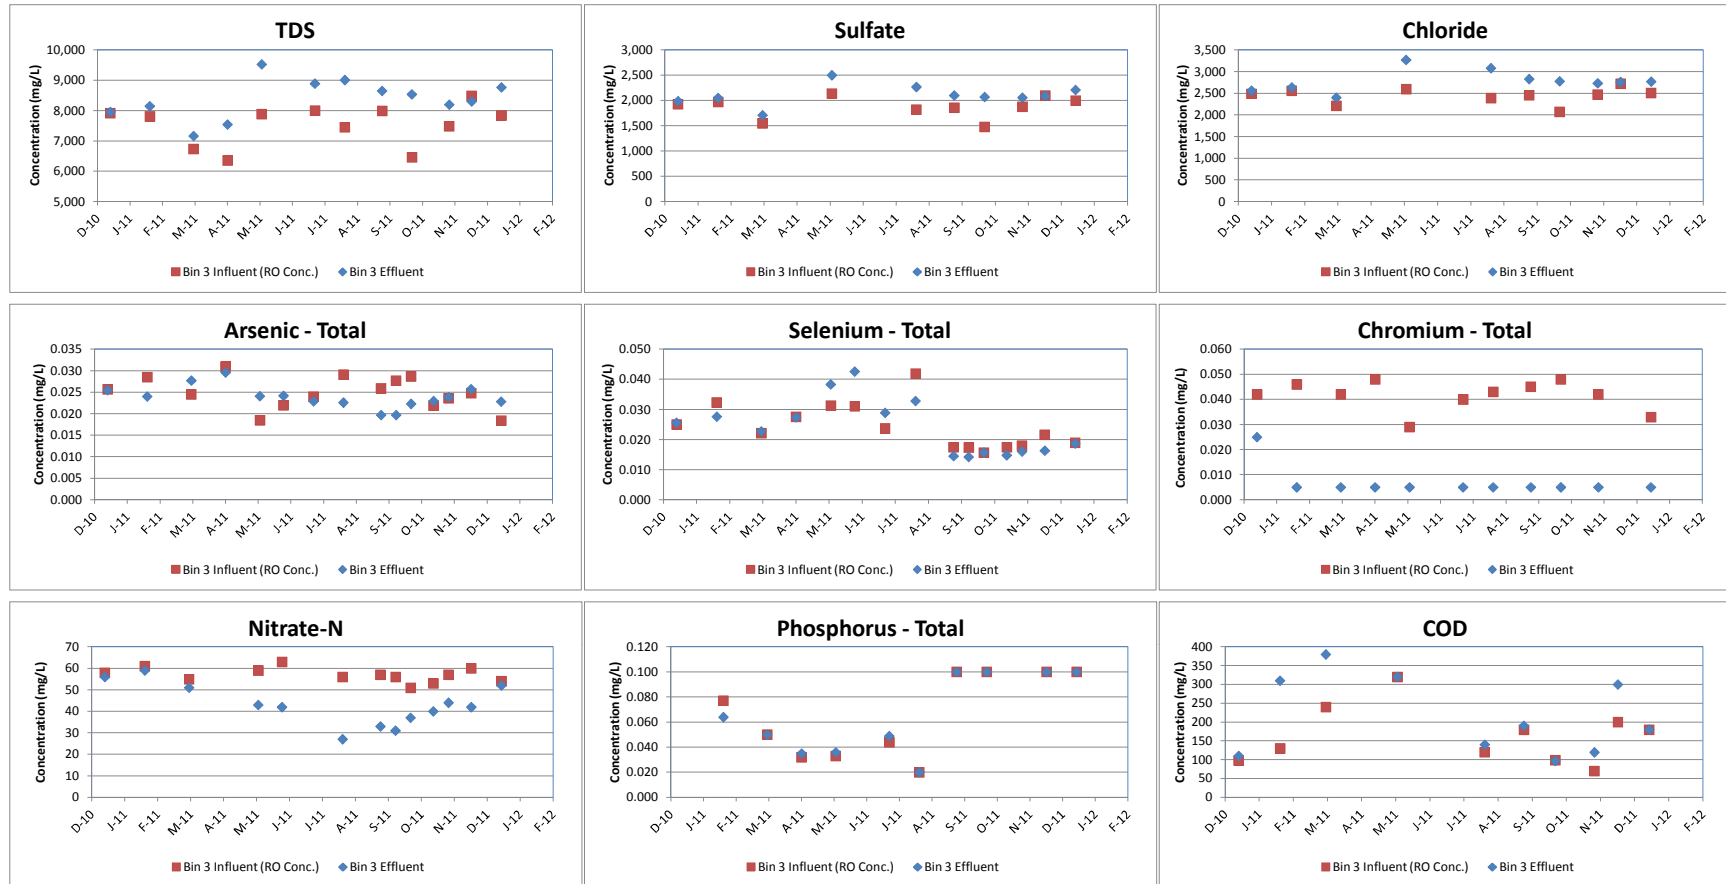 TDS
Concentration (mg/L)
10,000
9,000
8,000
7,000
6,000
5,000
D-10 J-11 F-11 M-11 A-11 M-11 J-11 J-11 A-11 S-11 O-11 N-11 D-11 J-12 F-12
Bin 3 Influent (RO Conc.) Bin 3 Effluent
Sulfate
Concentration (mg/L)
3,000
2,500
2,000
1,500
1,000
500
0
D-10 J-11 F-11 M-11 A-11 M-11 J-11 J-11 A-11 S-11 O-11 N-11 D-11 J-12 F-12
Bin 3 Influent (RO Conc.) Bin 3 Effluent
Chloride
Concentration (mg/L)
3,500
3,000
2,500
2,000
1,500
1,000
500
0
D-10 J-11 F-11 M-11 A-11 M-11 J-11 J-11 A-11 S-11 O-11 N-11 D-11 J-12 F-12
Bin 3 Influent (RO Conc.) Bin 3 Effluent
Arsenic - Total
Concentration (mg/L)
0.035
0.030
0.025
0.020
0.015
0.010
0.005
0.000
D-10 J-11 F-11 M-11 A-11 M-11 J-11 J-11 A-11 S-11 O-11 N-11 D-11 J-12 F-12
Bin 3 Influent (RO Conc.) Bin 3 Effluent
Selenium - Total
Concentration (mg/L)
0.050
0.040
0.030
0.020
0.010
0.000
D-10 J-11 F-11 M-11 A-11 M-11 J-11 J-11 A-11 S-11 O-11 N-11 D-11 J-12 F-12
Bin 3 Influent (RO Conc.) Bin 3 Effluent
Chromium - Total
Concentration (mg/L)
0.060
0.050
0.040
0.030
0.020
0.010
0.000
D-10 J-11 F-11 M-11 A-11 M-11 J-11 J-11 A-11 S-11 O-11 N-11 D-11 J-12 F-12
Bin 3 Influent (RO Conc.) Bin 3 Effluent
Nitrate-N
Concentration (mg/L)
70
60
50
40
30
20
10
0
D-10 J-11 F-11 M-11 A-11 M-11 J-11 J-11 A-11 S-11 O-11 N-11 D-11 J-12 F-12
Bin 3 Influent (RO Conc.) Bin 3 Effluent
Phosphorus - Total
Concentration (mg/L)
0.120
0.100
0.080
0.060
0.040
0.020
0.000
D-10 J-11 F-11 M-11 A-11 M-11 J-11 J-11 A-11 S-11 O-11 N-11 D-11 J-12 F-12
Bin 3 Influent (RO Conc.) Bin 3 Effluent
COD
Concentration (mg/L)
400
350
300
250
200
150
100
50
0
D-10 J-11 F-11 M-11 A-11 M-11 J-11 J-11 A-11 S-11 O-11 N-11 D-11 J-12 F-12
Bin 3 Influent (RO Conc.) Bin 3 Effluent